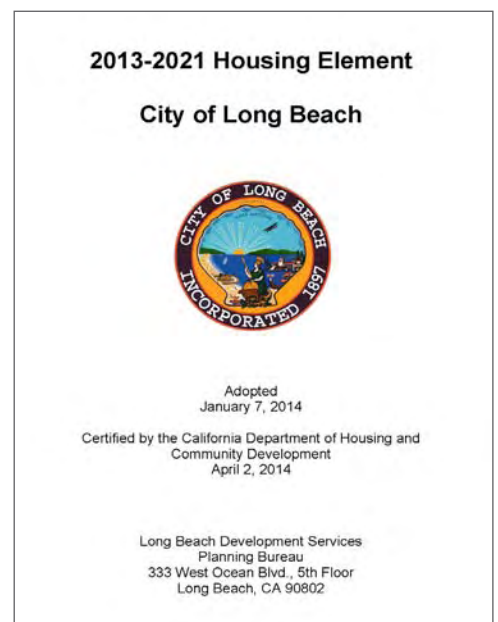 2013-2021 Housing Element
City of Long Beach
CITY OF LONG BEACH
INCORPORATED 1897
Adopted
January 7, 2014
Certified by the California Department of Housing and
Community Development
April 2, 2014
Long Beach Development Services
Planning Bureau
333 West Ocean Blvd., 5th Floor
Long Beach, CA 90802